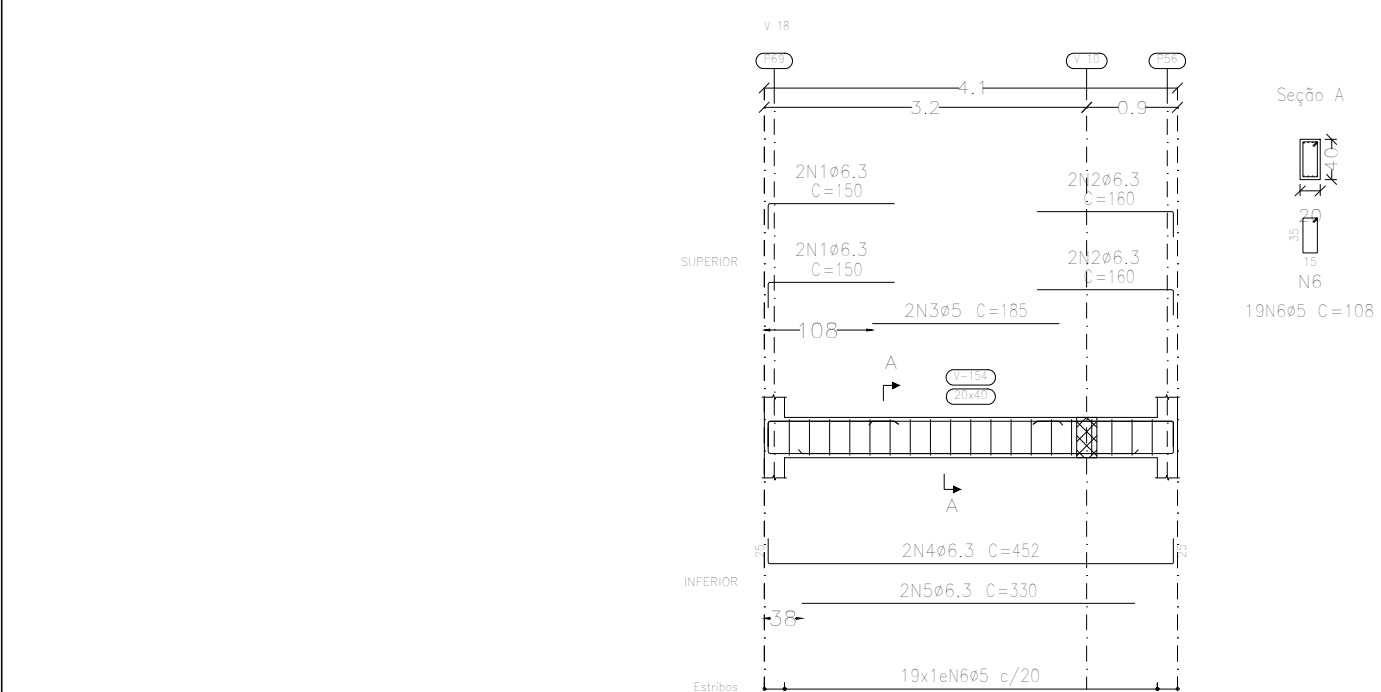 V 18
P69
V 10
P56
4.1
3.2
0.9
Seção A
40
20
35
15
N6
19N6ø5 C=108
2N1ø6.3
C=150
2N2ø6.3
C=160
SUPERIOR
2N1ø6.3
C=150
2N2ø6.3
C=160
2N3ø5 C=185
108
A
V-154
20x40
A
25
2N4ø6.3 C=452
25
INFERIOR
2N5ø6.3 C=330
38
19x1eN6ø5 c/20
Estribos